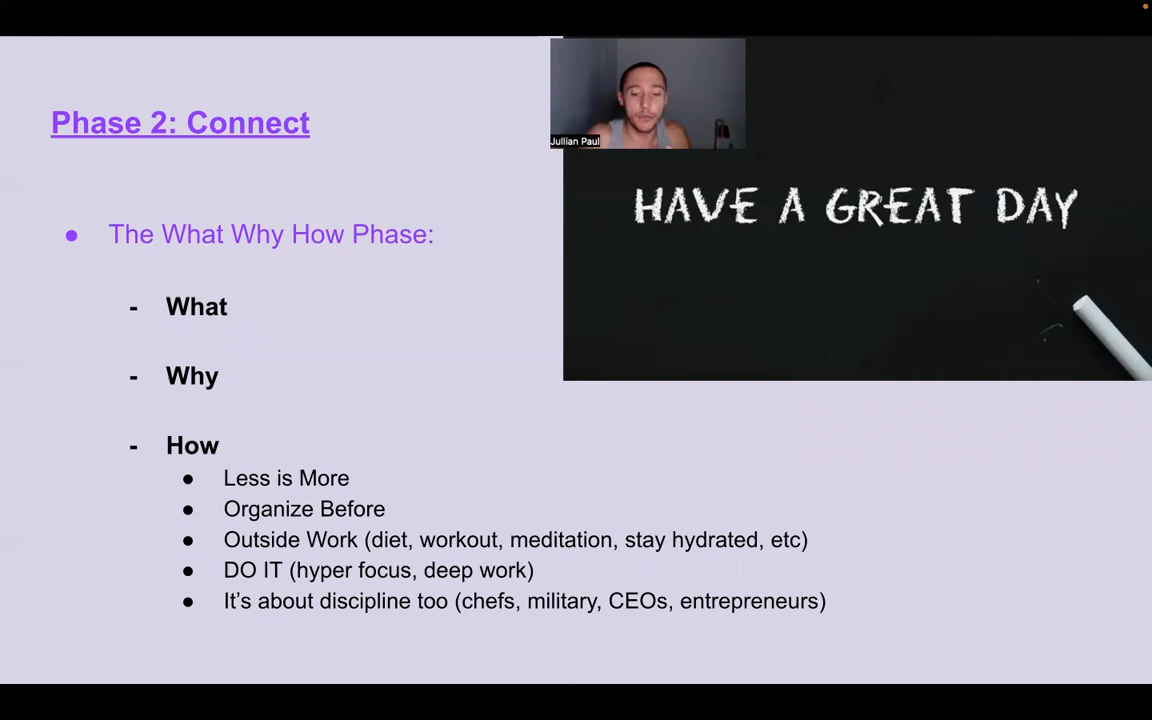 Phase 2: Connect
Jullian Paul
HAVE A GREAT DAY
● The What Why How Phase:
- What
- Why
- How
● Less is More
● Organize Before
● Outside Work (diet, workout, meditation, stay hydrated, etc)
● DO IT (hyper focus, deep work)
● It’s about discipline too (chefs, military, CEOs, entrepreneurs)